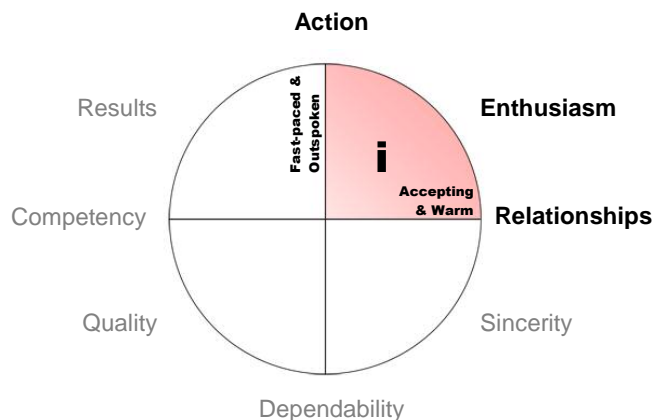 Action
Results
Enthusiasm
Fast-paced &
Outspoken
i
Accepting
& Warm
Competency
Relationships
Quality
Sincerity
Dependability